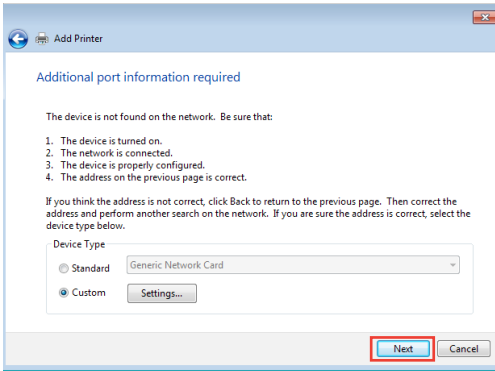 Add Printer
Additional port information required
The device is not found on the network. Be sure that:
1. The device is turned on.
2. The network is connected.
3. The device is properly configured.
4. The address on the previous page is correct.
If you think the address is not correct, click Back to return to the previous page. Then correct the
address and perform another search on the network. If you are sure the address is correct, select the
device type below.
Device Type
Standard Generic Network Card
Custom Settings...
Next Cancel